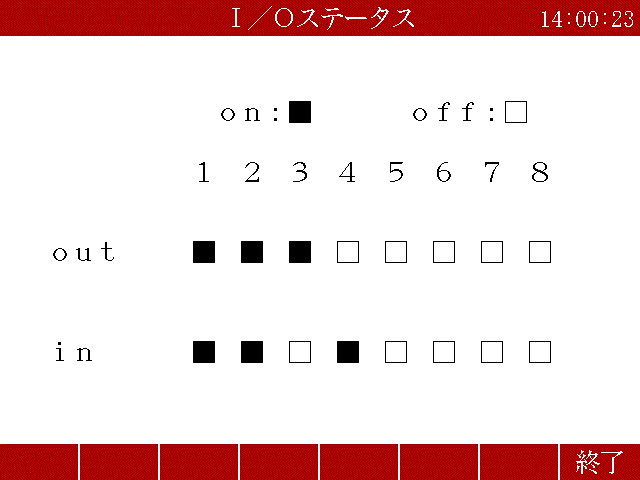 Ｉ／Ｏステータス 14:00:23
ｏｎ:■ ｏｆｆ:□
１ ２ ３ ４ ５ ６ ７ ８
ｏｕｔ ■ ■ ■ □ □ □ □ □
ｉｎ ■ ■ □ ■ □ □ □ □
終了